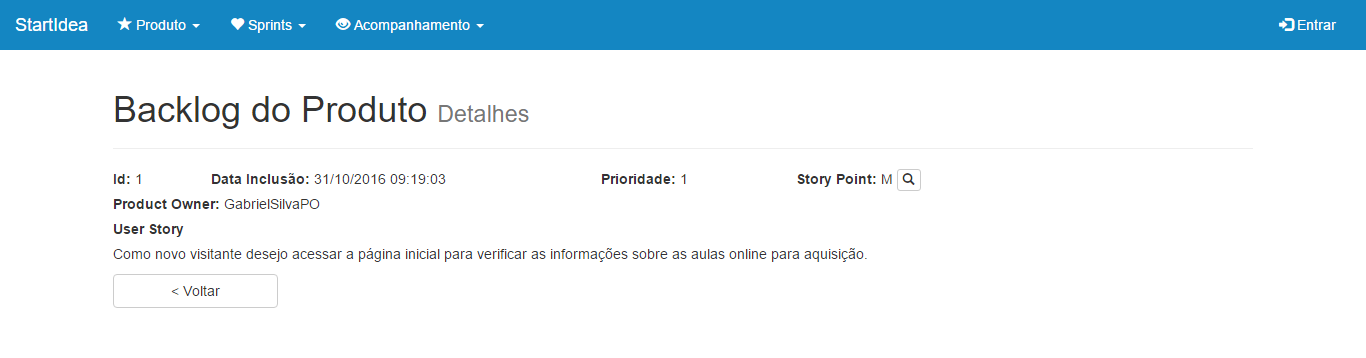 StartIdea Produto Sprints Acompanhamento Entrar
Backlog do Produto Detalhes
Id: 1 Data Inclusão: 31/10/2016 09:19:03 Prioridade: 1 Story Point: M
Product Owner: GabrielSilvaPO
User Story
Como novo visitante desejo acessar a página inicial para verificar as informações sobre as aulas online para aquisição.
< Voltar